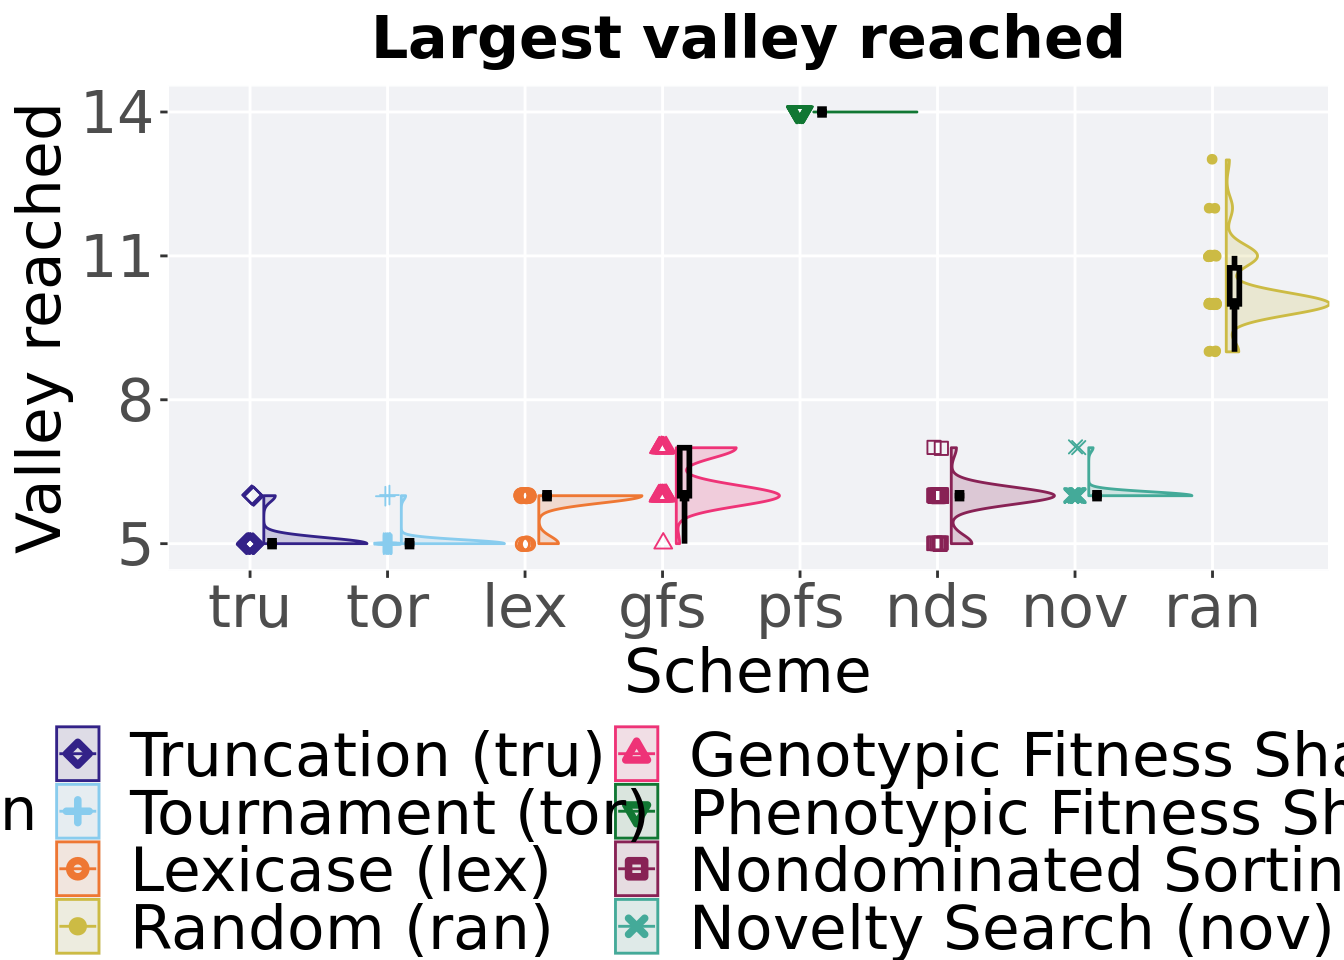 Largest valley reached
Valley reached
14
11
8
5
tru tor lex gfs pfs nds nov ran
Scheme
n
Truncation (tru)
Tournament (tor)
Lexicase (lex)
Random (ran)
Genotypic Fitness Sha
Phenotypic Fitness Sh
Nondominated Sortin
Novelty Search (nov)